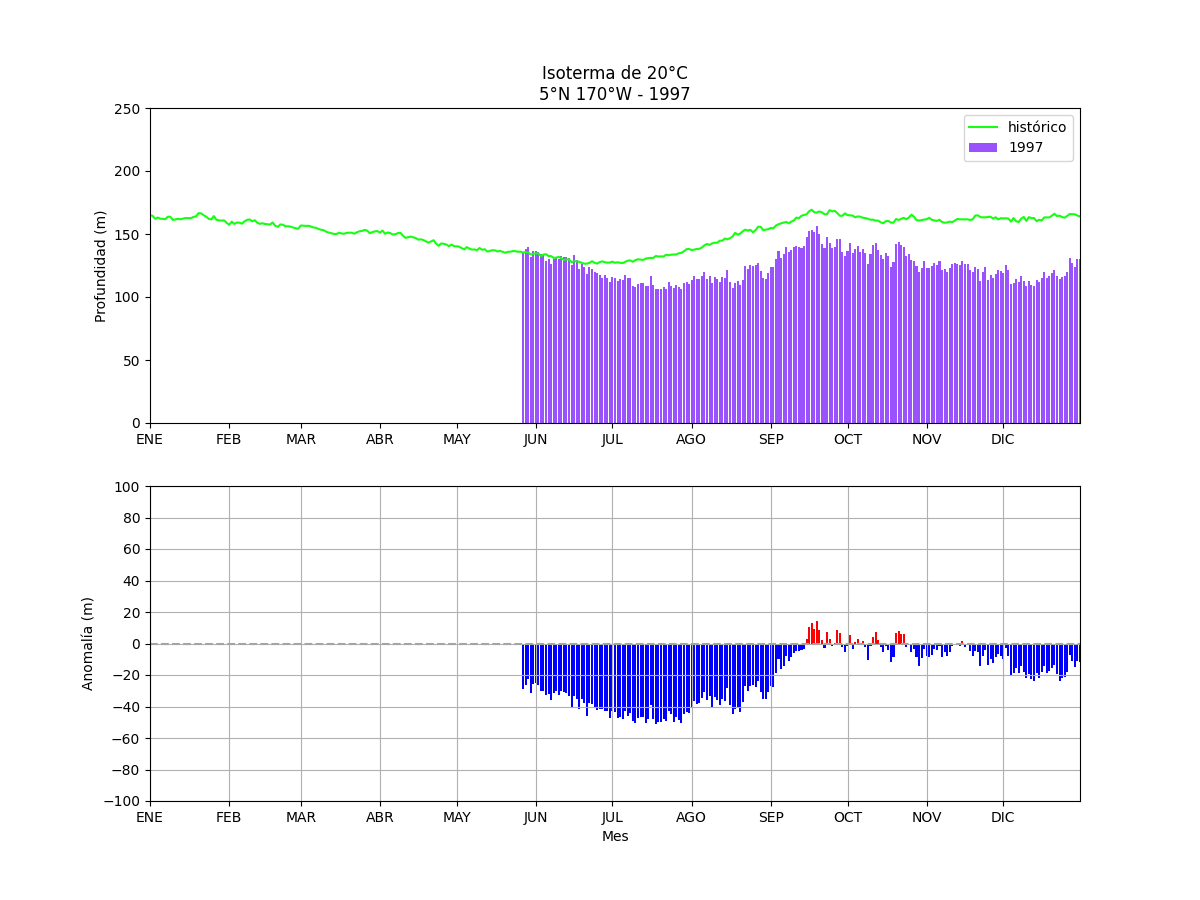 Isoterma de 20°C
5°N 170°W - 1997
histórico
1997
Profundidad (m)
250
200
150
100
50
0
ENE FEB MAR ABR MAY JUN JUL AGO SEP OCT NOV DIC
Anomalía (m)
100
80
60
40
20
0
−20
−40
−60
−80
−100
ENE FEB MAR ABR MAY JUN JUL AGO SEP OCT NOV DIC
Mes